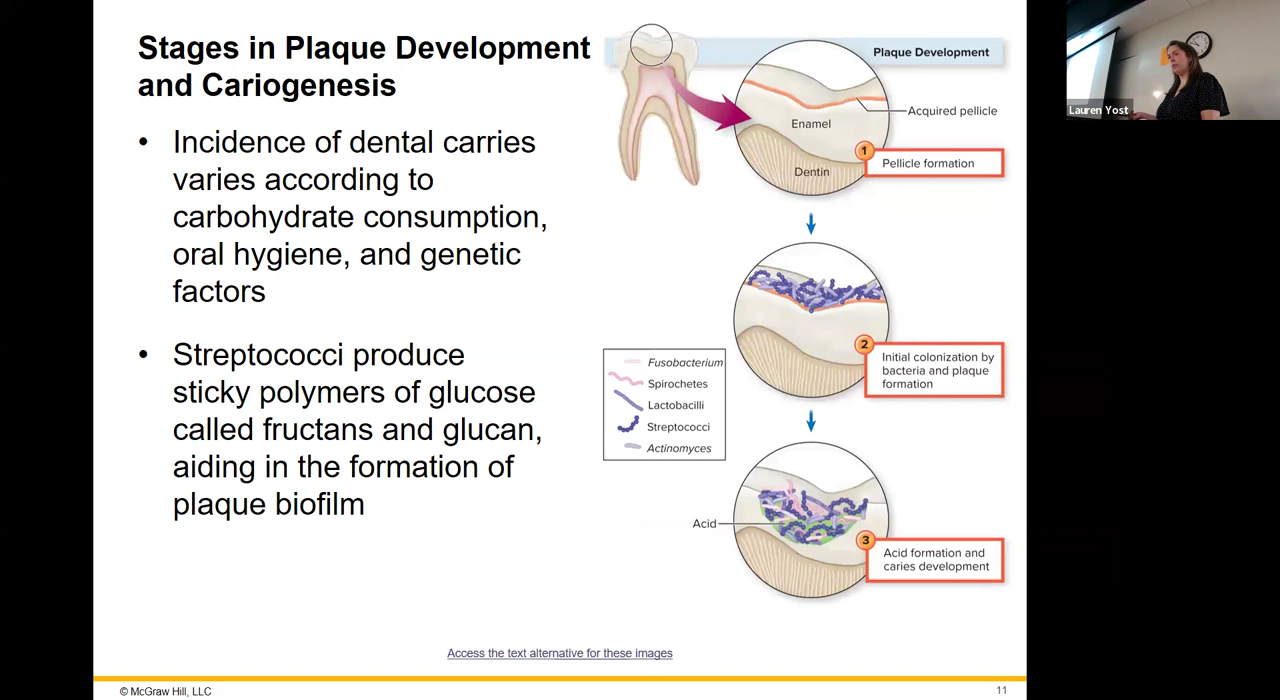 Stages in Plaque Development
and Cariogenesis
• Incidence of dental carries
varies according to
carbohydrate consumption,
oral hygiene, and genetic
factors
• Streptococci produce
sticky polymers of glucose
called fructans and glucan,
aiding in the formation of
plaque biofilm
Plaque Development
Acquired pellicle
Enamel
Dentin
1
Pellicle formation
2
Initial colonization by
bacteria and plaque
formation
Fusobacterium
Spirochetes
Lactobacilli
Streptococci
Actinomyces
Acid
3
Acid formation and
caries development
Access the text alternative for these images
© McGraw Hill, LLC
11
Lauren Yost